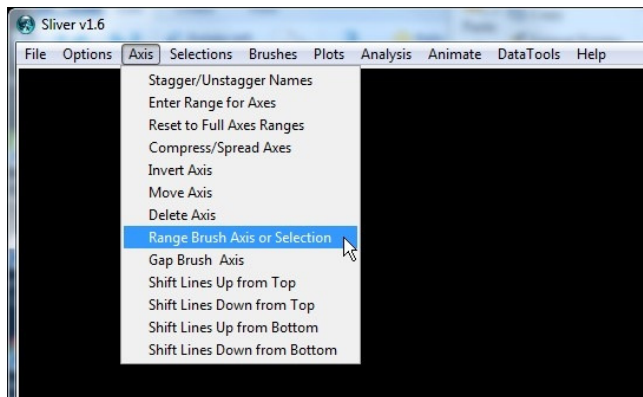 Sliver v1.6
File Options Axis Selections Brushes Plots Analysis Animate DataTools Help
Stagger/Unstagger Names
Enter Range for Axes
Reset to Full Axes Ranges
Compress/Spread Axes
Invert Axis
Move Axis
Delete Axis
Range Brush Axis or Selection
Gap Brush Axis
Shift Lines Up from Top
Shift Lines Down from Top
Shift Lines Up from Bottom
Shift Lines Down from Bottom